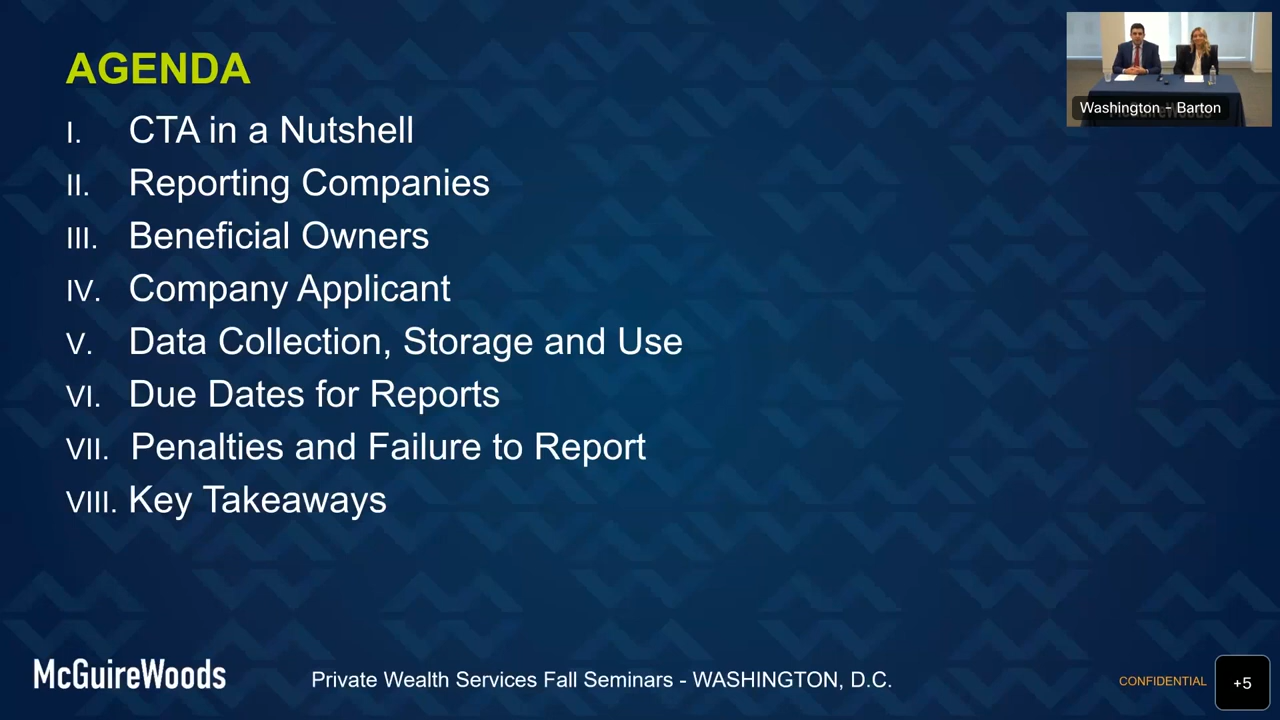 AGENDA
I. CTA in a Nutshell
II. Reporting Companies
III. Beneficial Owners
IV. Company Applicant
V. Data Collection, Storage and Use
VI. Due Dates for Reports
VII. Penalties and Failure to Report
VIII. Key Takeaways
Washington - Barton
McGuireWoods
Private Wealth Services Fall Seminars - WASHINGTON, D.C.
CONFIDENTIAL
+5